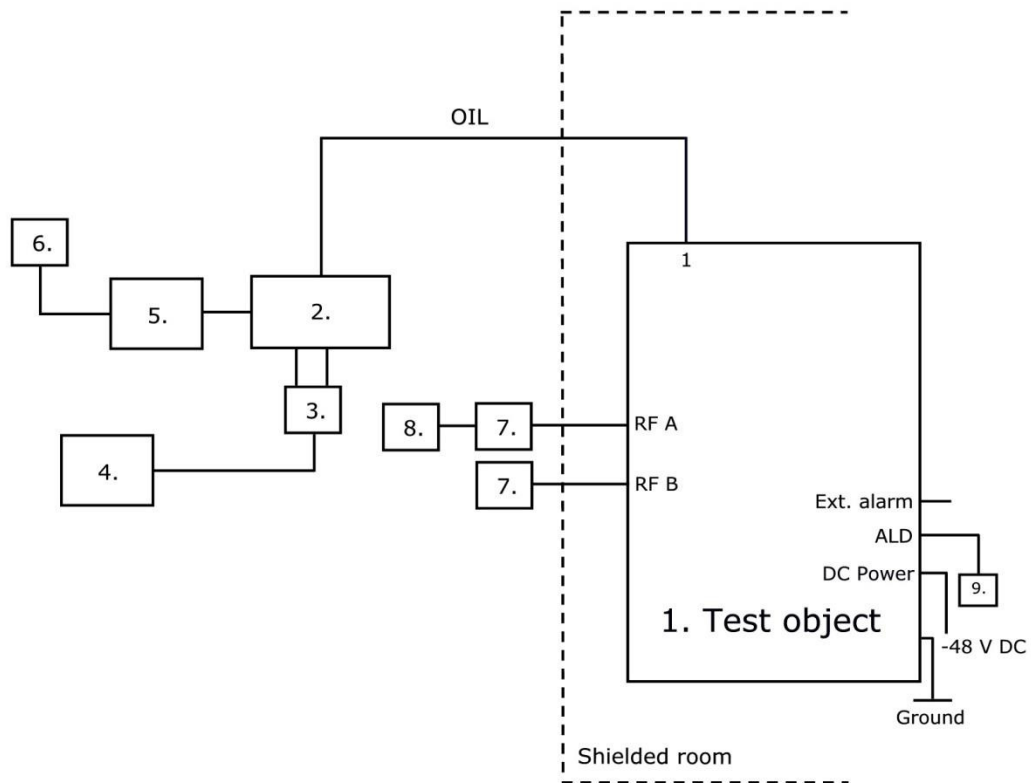 OIL
6.
1
5.
2.
3.
8.
7.
RF A
4.
7.
RF B
Ext. alarm
ALD
DC Power
9.
1. Test object
-48 V DC
Ground
Shielded room